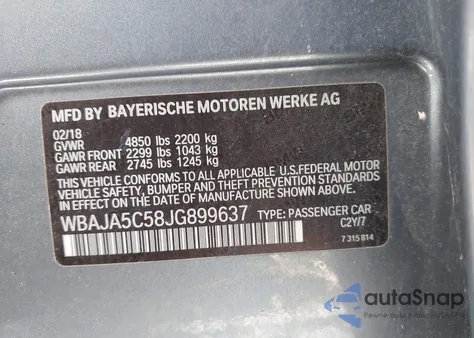 MFD BY BAYERISCHE MOTOREN WERKE AG
02/18
GVWR 4850 lbs 2200 kg
GAWR FRONT 2299 lbs 1043 kg
GAWR REAR 2745 lbs 1245 kg
THIS VEHICLE CONFORMS TO ALL APPLICABLE U.S.FEDERAL MOTOR
VEHICLE SAFETY, BUMPER, AND THEFT PREVENTION STANDARDS IN
EFFECT ON THE DATE OF MANUFACTURE SHOWN ABOVE.
WBAJA5C58JG899637 TYPE: PASSENGER CAR
C2Y/7
7 315 814
autoSnap
Pewne auto prosto z